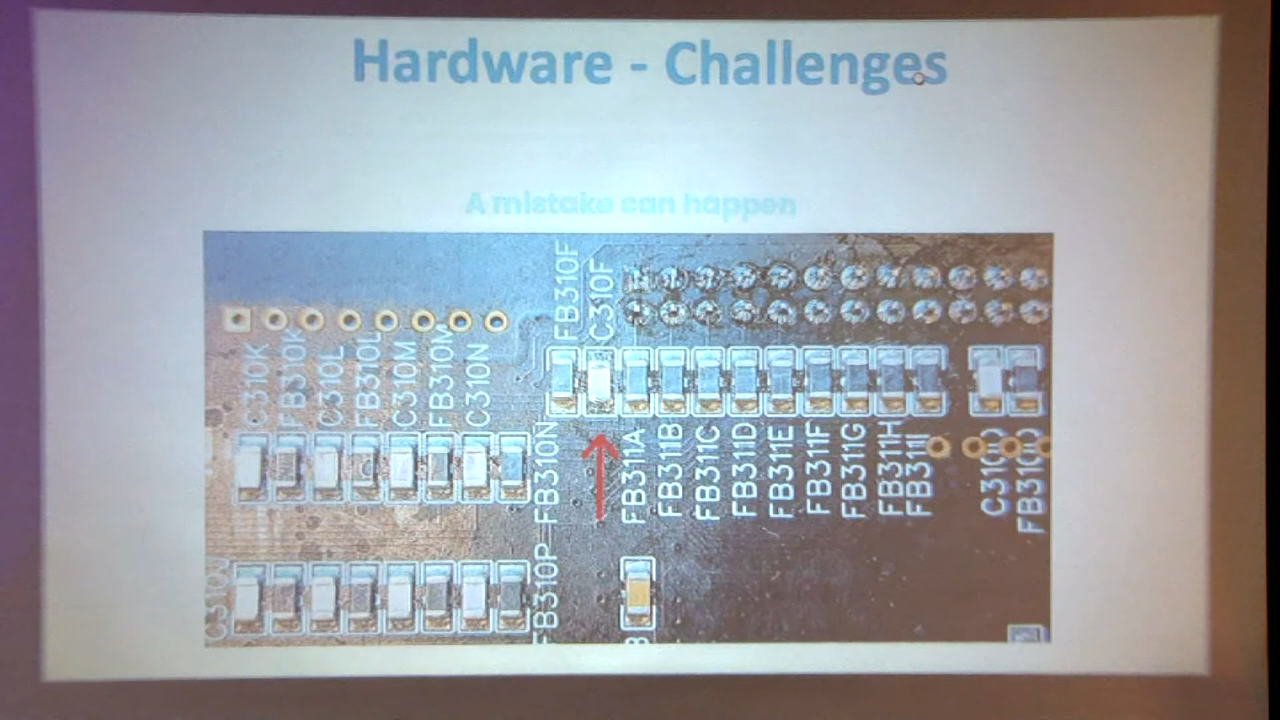 Hardware - Challenges
A mistake can happen
FB310F
C310F
C310K
FB310K
C310L
FB310L
C310M
FB310M
C310N
FB310N
FB311A
FB311B
FB311C
FB311D
FB311E
FB311F
FB311G
FB311H
FB311I
FB310P